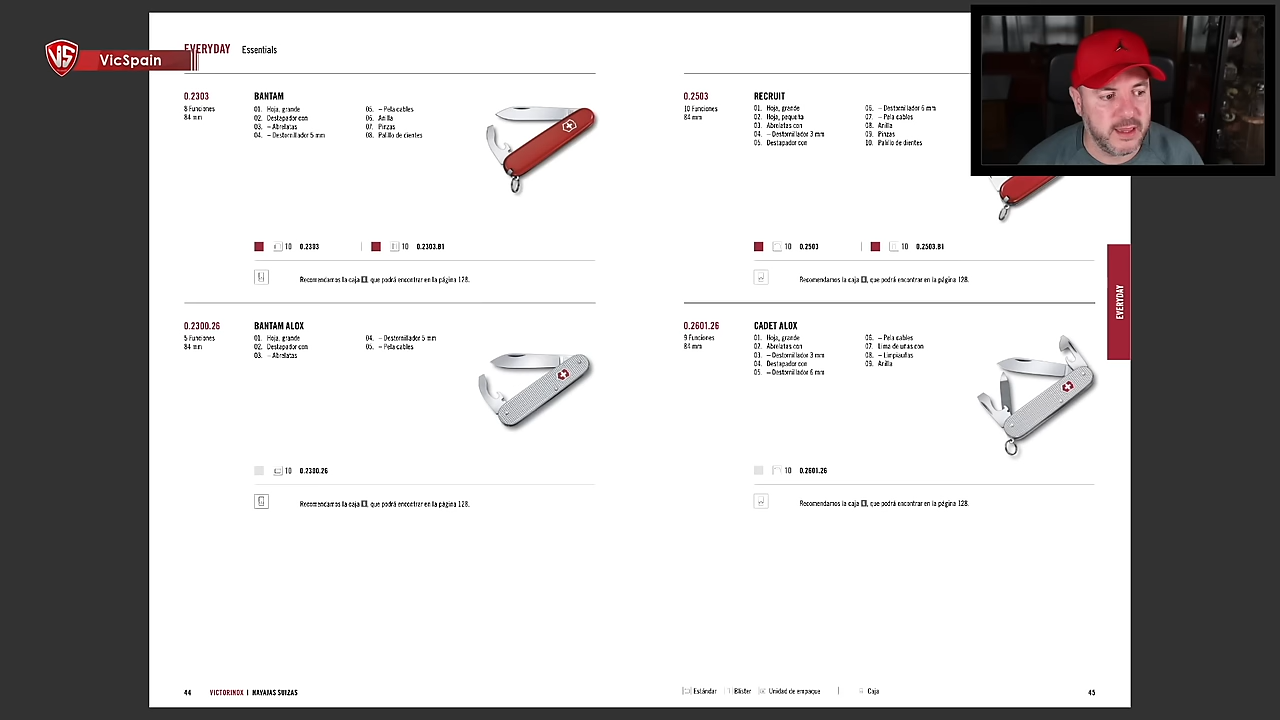 VS
VicSpain
EVERYDAY Essentials
0.2303
8 Funciones
84 mm
BANTAM
01. Hoja, grande
02. Destapador con
03. – Abrelatas
04. – Destornillador 5 mm
05. – Pela cables
06. Anilla
07. Pinzas
08. Palillo de dientes
10 0.2303 | 10 0.2303.B1
Recomendamos la caja, que podrá encontrar en la página 128.
0.2503
10 Funciones
84 mm
RECRUIT
01. Hoja, grande
02. Hoja, pequeña
03. Abrelatas con
04. – Destornillador 3 mm
05. Destapador con
06. – Destornillador 6 mm
07. – Pela cables
08. Anilla
09. Pinzas
10. Palillo de dientes
10 0.2503 | 10 0.2503.B1
Recomendamos la caja, que podrá encontrar en la página 128.
EVERYDAY
0.2300.26
5 Funciones
84 mm
BANTAM ALOX
01. Hoja, grande
02. Destapador con
03. – Abrelatas
04. – Destornillador 5 mm
05. – Pela cables
10 0.2300.26
Recomendamos la caja, que podrá encontrar en la página 128.
0.2601.26
9 Funciones
84 mm
CADET ALOX
01. Hoja, grande
02. Abrelatas con
03. – Destornillador 3 mm
04. Destapador con
05. – Destornillador 6 mm
06. – Pela cables
07. Lima de uñas con
08. – Limpiauñas
09. Anilla
10 0.2601.26
Recomendamos la caja, que podrá encontrar en la página 128.
44 VICTORINOX | NAVAJAS SUIZAS
Estándar Blíster Unidad de empaque | Caja
45